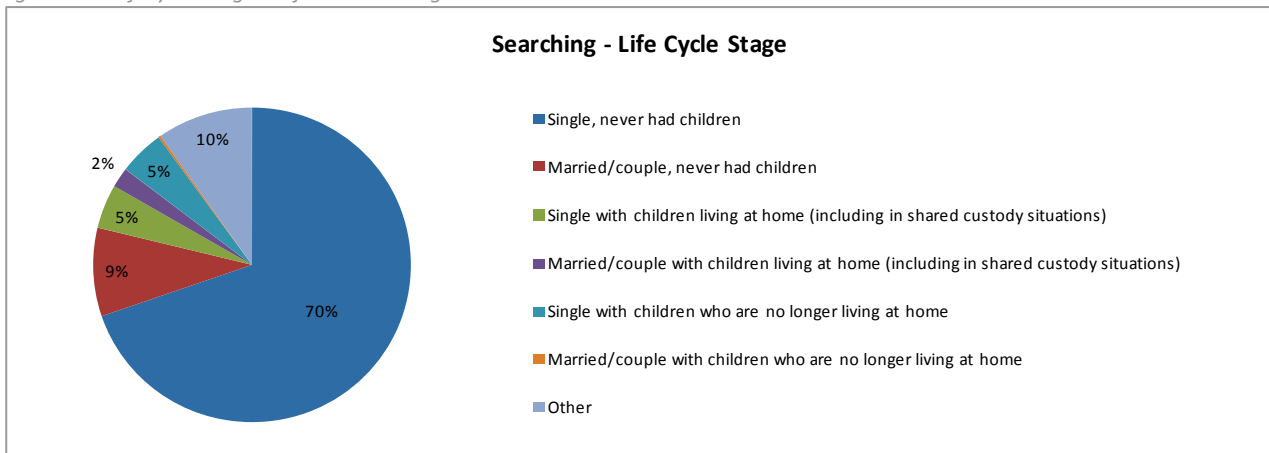 Searching - Life Cycle Stage
Single, never had children
Married/couple, never had children
Single with children living at home (including in shared custody situations)
Married/couple with children living at home (including in shared custody situations)
Single with children who are no longer living at home
Married/couple with children who are no longer living at home
Other
10%
2%
5%
5%
9%
70%